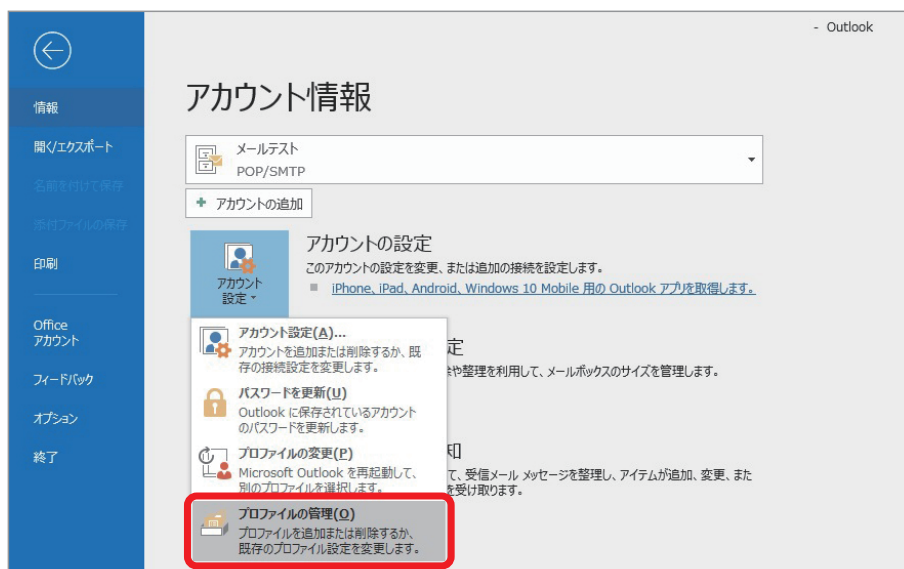 - Outlook
情報
開く/エクスポート
名前を付けて保存
添付ファイルの保存
印刷
Office
アカウント
フィードバック
オプション
終了
アカウント情報
メールテスト
POP/SMTP
アカウントの追加
アカウント
設定
アカウントの設定
このアカウントの設定を変更、または追加の接続を設定します。
iPhone、iPad、Android、Windows 10 Mobile 用の Outlook アプリを取得します。
アカウント設定(A)...
アカウントを追加または削除するか、既
存の接続設定を変更します。
パスワードを更新(U)
Outlook に保存されているアカウント
のパスワードを更新します。
プロファイルの変更(P)
Microsoft Outlook を再起動して、
別のプロファイルを選択します。
プロファイルの管理(O)
プロファイルを追加または削除するか、
既存のプロファイル設定を変更します。
定
や整理を利用して、メールボックスのサイズを管理します。
知
て、受信メール メッセージを整理し、アイテムが追加、変更、また
を受け取ります。